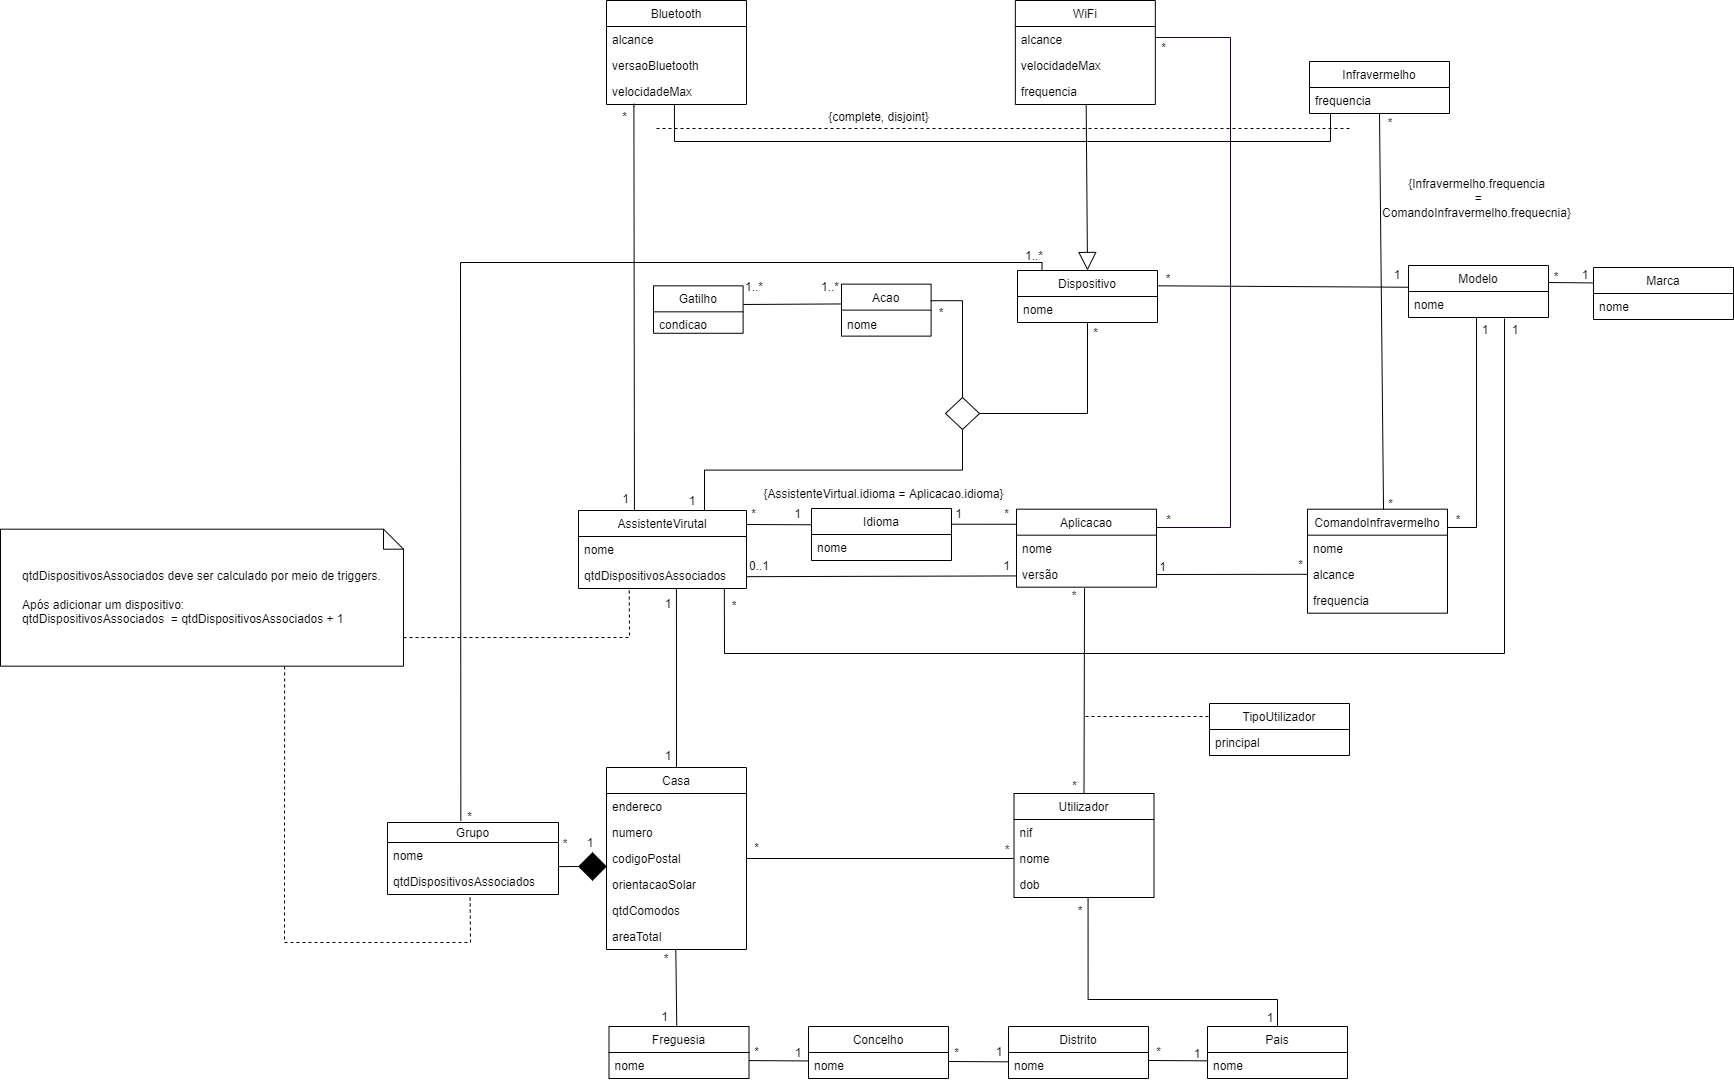 Bluetooth
alcance
versaoBluetooth
velocidadeMax
*
WiFi
alcance
velocidadeMax
frequencia
*
Infravermelho
frequencia
*
{complete, disjoint}
{Infravermelho.frequencia
=
ComandoInfravermelho.frequecnia}
1..*
Dispositivo
nome
*
*
1
Modelo
nome
1
1
*
1
Marca
nome
Gatilho
condicao
1..*
1..*
Acao
nome
*
1
1
{AssistenteVirtual.idioma = Aplicacao.idioma}
AssistenteVirutal
nome
qtdDispositivosAssociados
*
1
Idioma
nome
1
*
0..1
1
Aplicacao
nome
versão
*
1
*
*
ComandoInfravermelho
nome
alcance
frequencia
*
*
1
*
qtdDispositivosAssociados deve ser calculado por meio de triggers.
Após adicionar um dispositivo:
qtdDispositivosAssociados = qtdDispositivosAssociados + 1
TipoUtilizador
principal
1
*
*
Grupo
nome
qtdDispositivosAssociados
*
1
Casa
endereco
numero
codigoPostal
orientacaoSolar
qtdComodos
areaTotal
*
*
*
Utilizador
nif
nome
dob
*
1
1
Freguesia
nome
*
1
Concelho
nome
*
1
Distrito
nome
*
1
Pais
nome